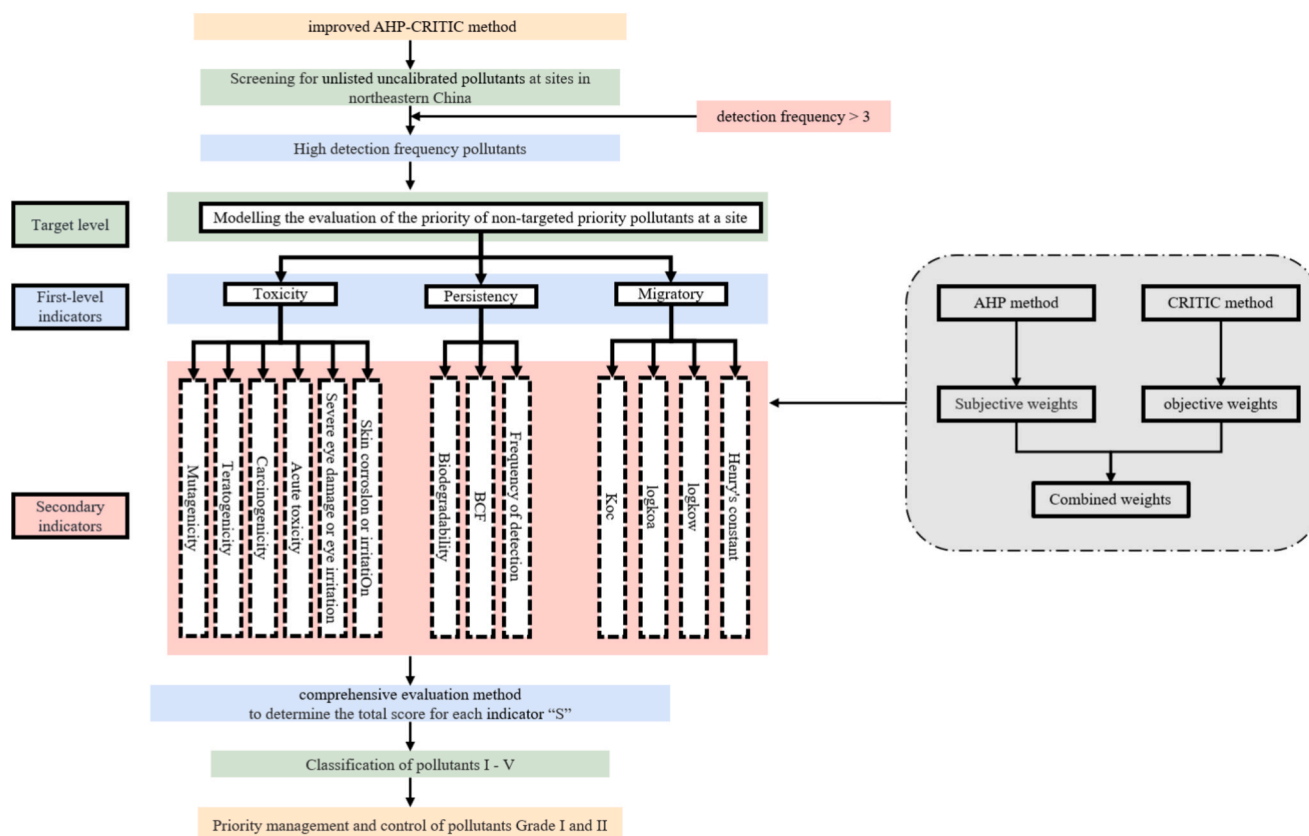 improved AHP-CRITIC method
Screening for unlisted uncalibrated pollutants at sites in
northeastern China
detection frequency > 3
High detection frequency pollutants
Target level
Modelling the evaluation of the priority of non-targeted priority pollutants at a site
First-level
indicators
Toxicity
Persistency
Migratory
AHP method
CRITIC method
Subjective weights
objective weights
Combined weights
Secondary
indicators
Mutagenicity
Teratogenicity
Carcinogenicity
Acute toxicity
Severe eye damage or eye irritation
Skin corroslon or irritatiOn
Biodegradability
BCF
Frequency of detection
Koc
logkoa
logkow
Henry's constant
comprehensive evaluation method
to determine the total score for each indicator “S”
Classification of pollutants I - V
Priority management and control of pollutants Grade I and II